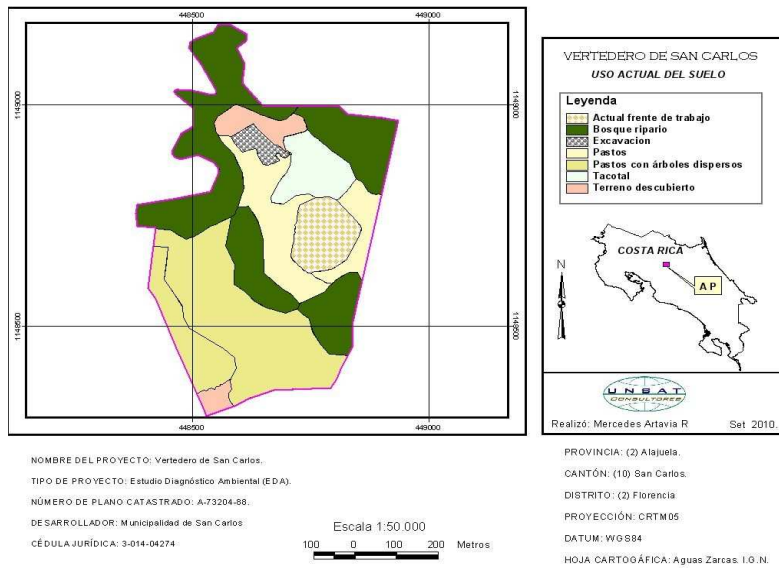 448500
449000
1149000
1149000
1148500
1148500
448500
449000
VERTEDERO DE SAN CARLOS
USO ACTUAL DEL SUELO
Leyenda
Actual frente de trabajo
Bosque ripario
Excavacion
Pastos
Pastos con árboles dispersos
Tacotal
Terreno descubierto
COSTA RICA
N
A P
UNSAT
CONSULTORES
Realizó: Mercedes Artavia R Set 2010.
NOMBRE DEL PROYECTO: Vertedero de San Carlos.
TIPO DE PROYECTO: Estudio Diagnóstico Ambiental (EDA).
NÚMERO DE PLANO CATASTRADO: A-73204-88.
DESARROLLADOR: Municipalidad de San Carlos
CÉDULA JURÍDICA: 3-014-04274
Escala 1:50.000
100 0 100 200 Metros
PROVINCIA: (2) Alajuela.
CANTÓN: (10) San Carlos.
DISTRITO: (2) Florencia
PROYECCIÓN: CRTM05
DATUM: WGS84
HOJA CARTOGÁFICA: Aguas Zarcas. I.G.N.